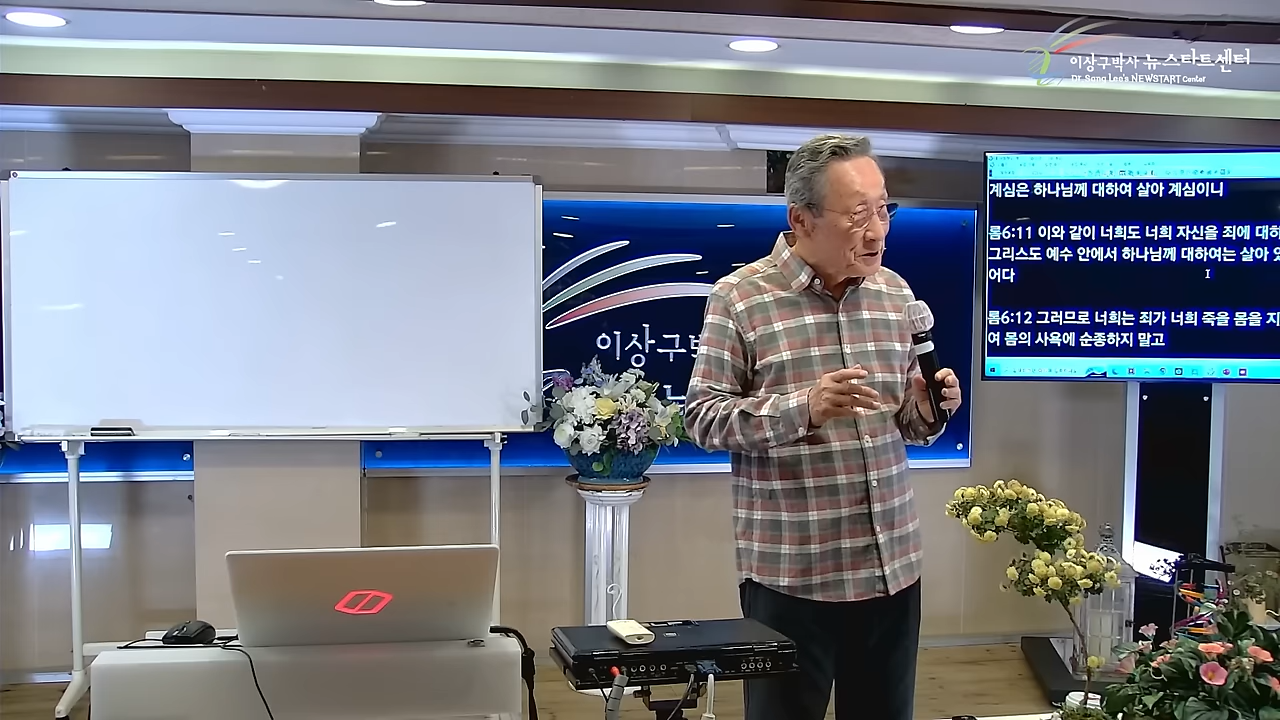 이상구박사 뉴스타트센터
Dr. Sang Lee's NEWSTART Center
계심은 하나님께 대하여 살아 계심이니
롬6:11 이와 같이 너희도 너희 자신을 죄에 대하
그리스도 예수 안에서 하나님께 대하여는 살아
어다
롬6:12 그러므로 너희는 죄가 너희 죽을 몸을 지
여 몸의 사욕에 순종하지 말고
이상구